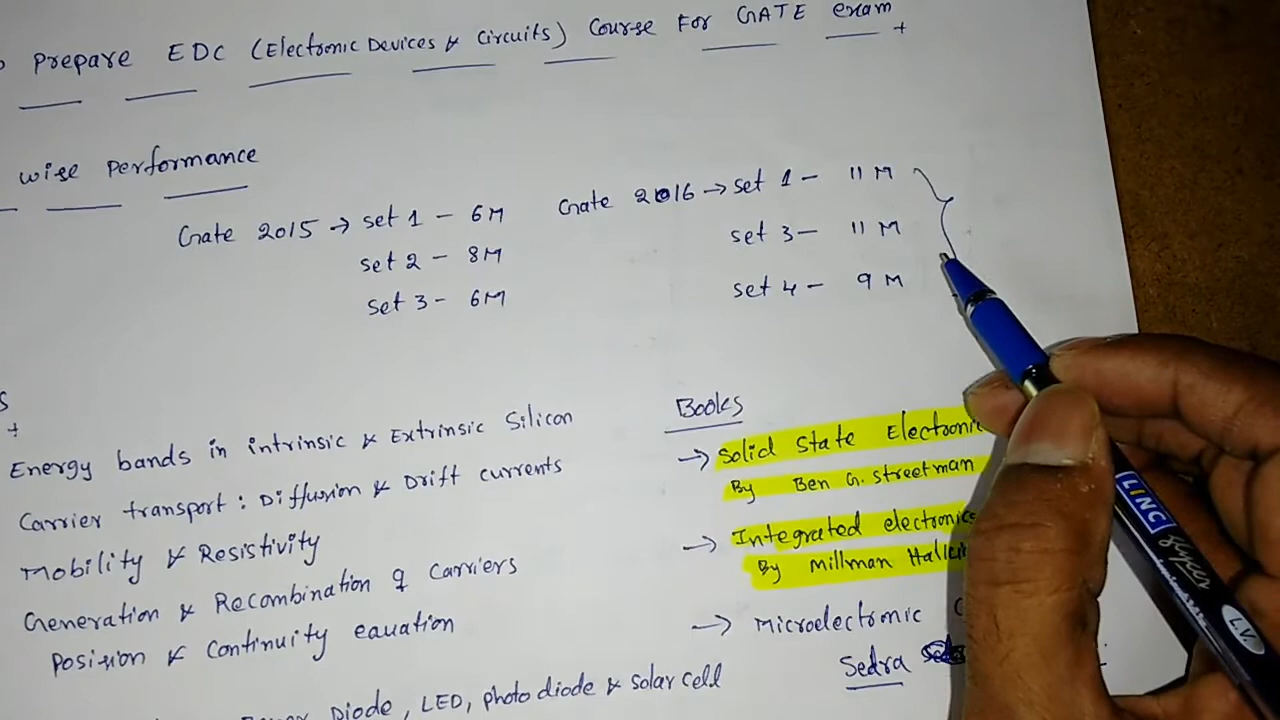 Prepare EDC (Electronic Devices & Circuits) Course For GATE exam
wise Performance
Gate 2015 → set 1 - 6M
set 2 - 8M
set 3 - 6M
Gate 2016 → set 1 - 11 M
set 3 - 11 M
set 4 - 9 M
s
Energy bands in intrinsic & Extrinsic Silicon
Carrier transport: Diffusion & Drift currents
Mobility & Resistivity
Generation & Recombination of Carriers
Position & Continuity eauation
Diode, LED, photo diode & solar cell
Books
→ Solid State Electronic
By Ben G. streetman
→ Integrated electronics
By Millman
→ Microelectronic C
Sedra
LINC
glycer
L.V.